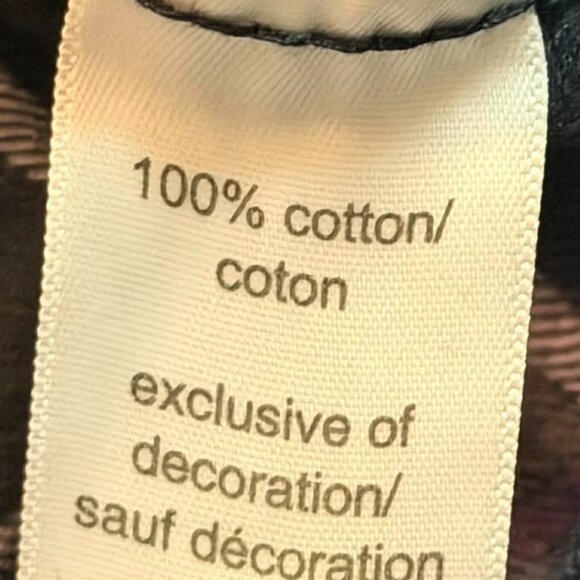 100% cotton/
coton
exclusive of
decoration/
sauf décoration